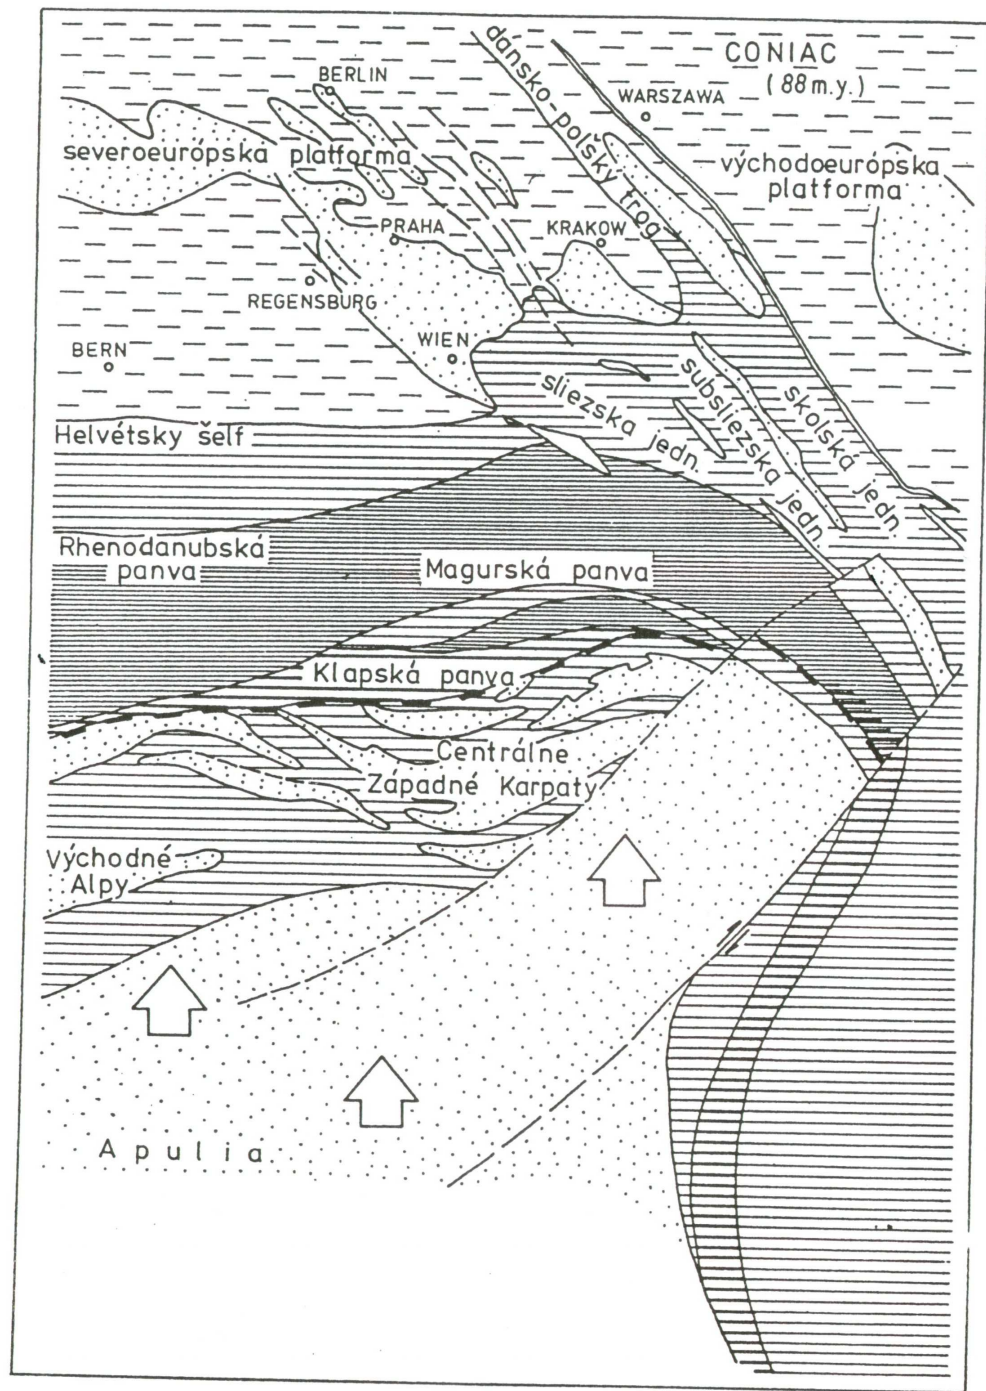 CONIAC
(88 m.y.)
BERLIN
dánsko-poľský trog
WARSZAWA
severoeurópska platforma
východoeurópska
platforma
PRAHA
KRAKOW
REGENSBURG
WIEN
BERN
sliezska jedn.
subsliezska jedn.
skolská jedn.
Helvétsky šelf
Rhenodanubská
panva
Magurská panva
Klapská panva
Centrálne
Západné Karpaty
Východné
Alpy
Apulia